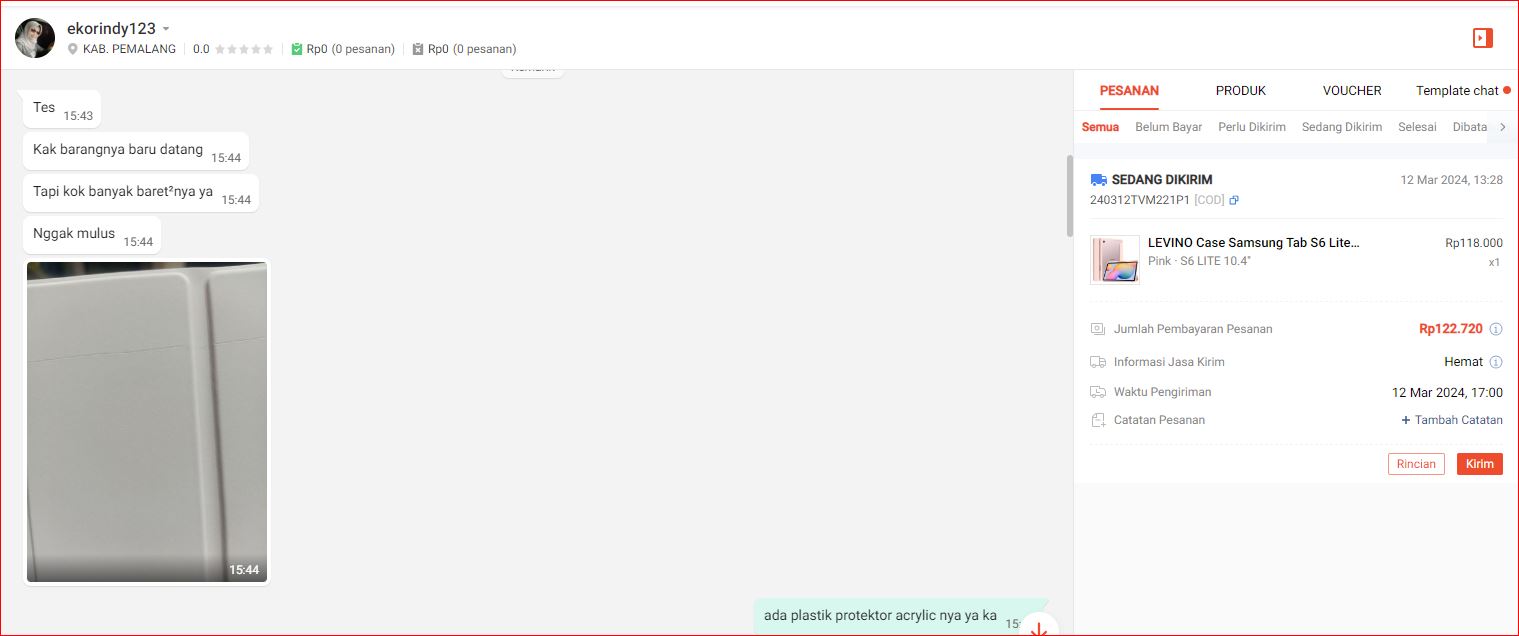 ekorindy123
KAB. PEMALANG 0.0 Rp0 (0 pesanan) Rp0 (0 pesanan)
Tes 15:43
Kak barangnya baru datang 15:44
Tapi kok banyak baret²nya ya 15:44
Nggak mulus 15:44
15:44
ada plastik protektor acrylic nya ya ka
PESANAN PRODUK VOUCHER Template chat
Semua Belum Bayar Perlu Dikirim Sedang Dikirim Selesai Dibata
SEDANG DIKIRIM 12 Mar 2024, 13:28
240312TVM221P1 [COD]
LEVINO Case Samsung Tab S6 Lite... Rp118.000
Pink · S6 LITE 10.4" x1
Jumlah Pembayaran Pesanan Rp122.720
Informasi Jasa Kirim Hemat
Waktu Pengiriman 12 Mar 2024, 17:00
Catatan Pesanan + Tambah Catatan
Rincian Kirim